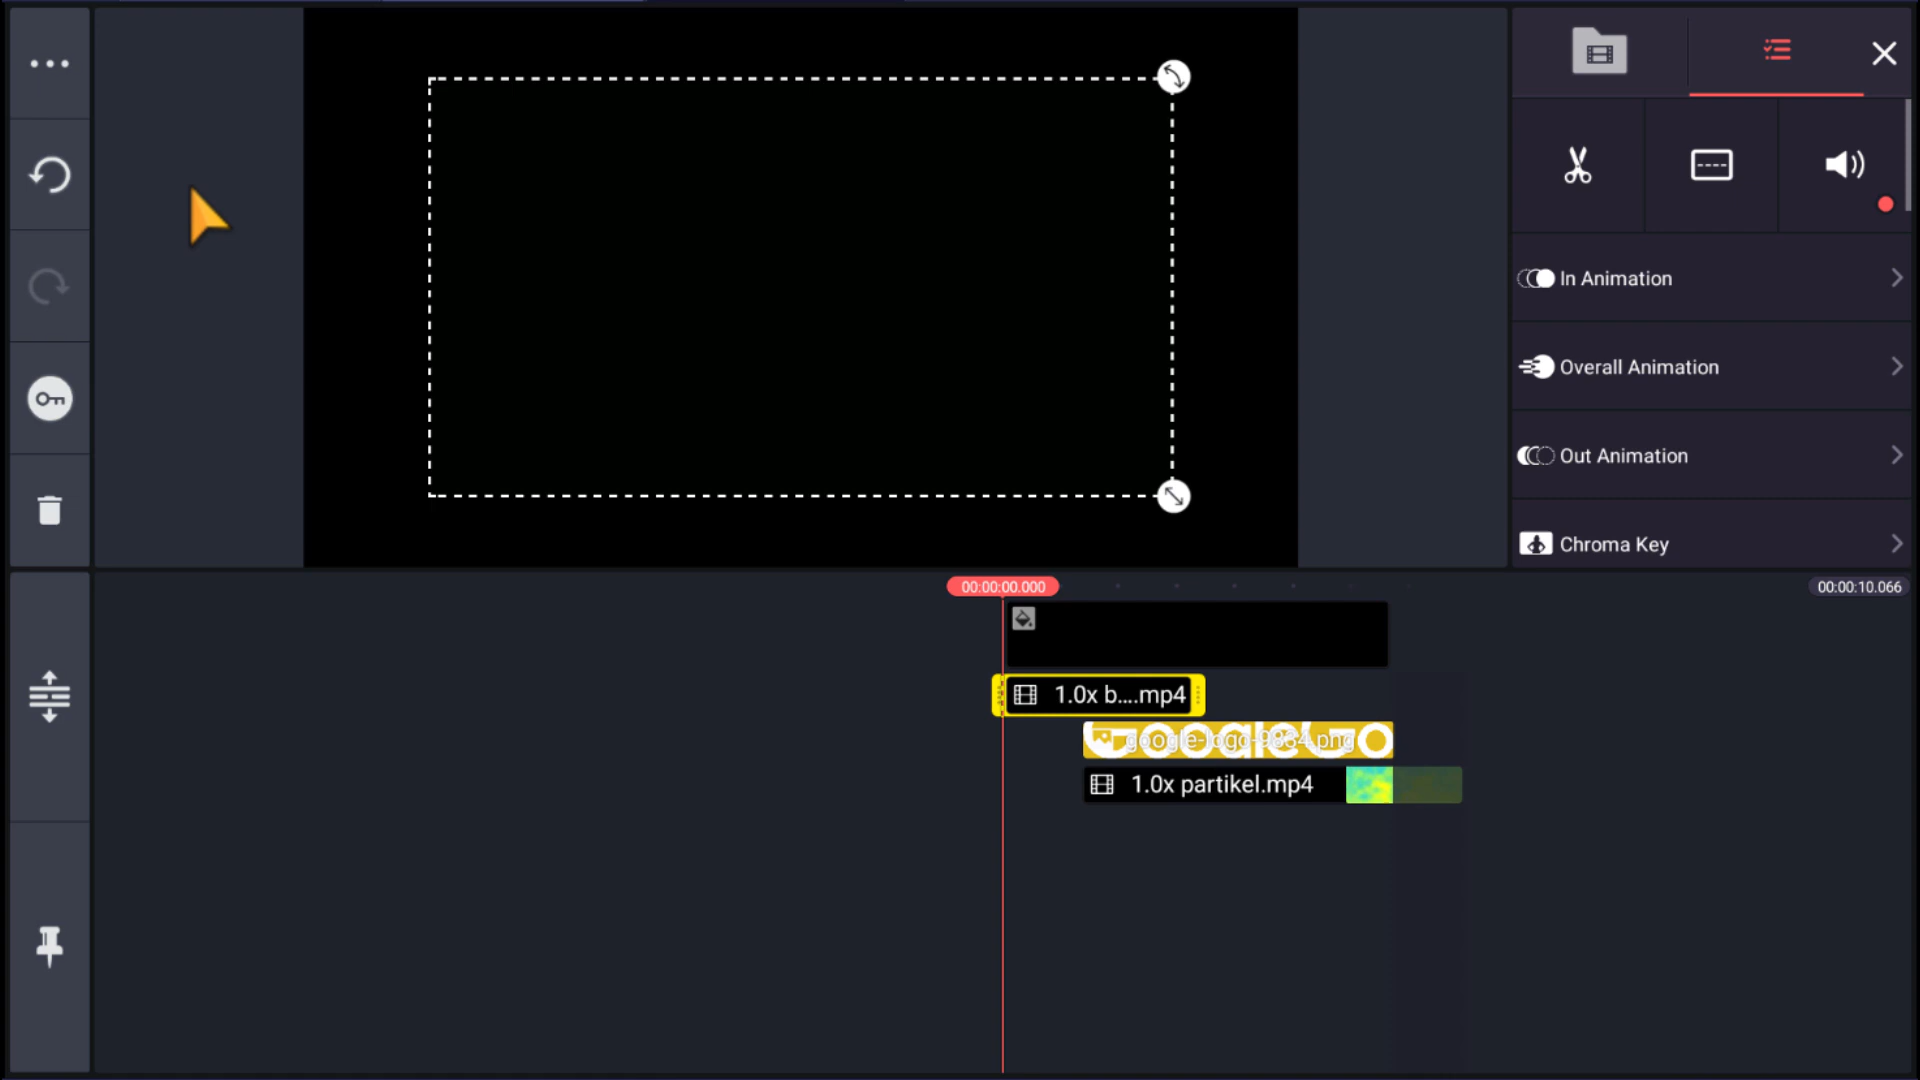 In Animation
Overall Animation
Out Animation
Chroma Key
00:00:00.000
00:00:10.066
1.0x b....mp4
GoogleGo
google-logo-9834.png
1.0x partikel.mp4